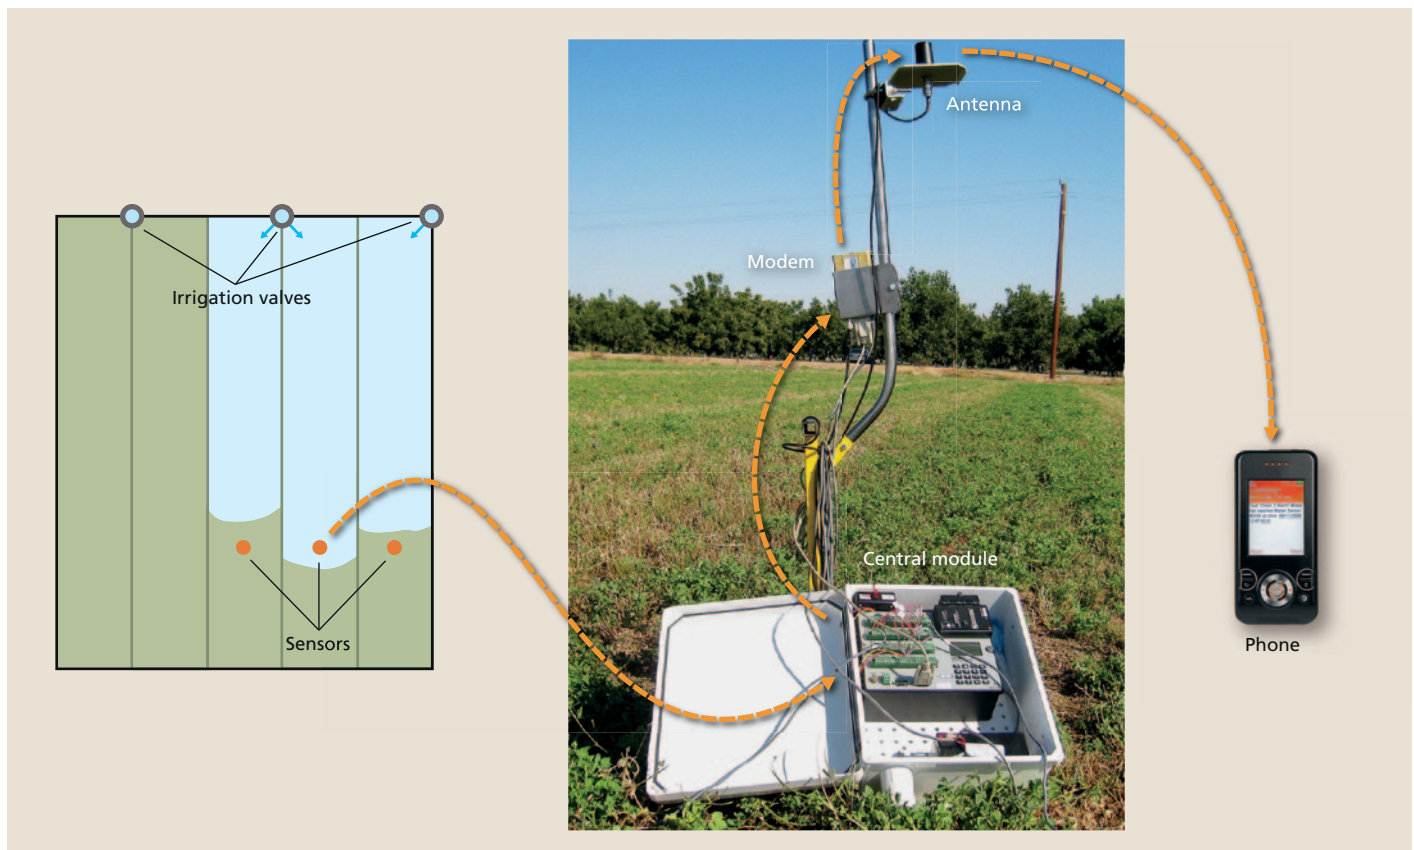 Antenna
Modem
Irrigation valves
Central module
Sensors
Phone